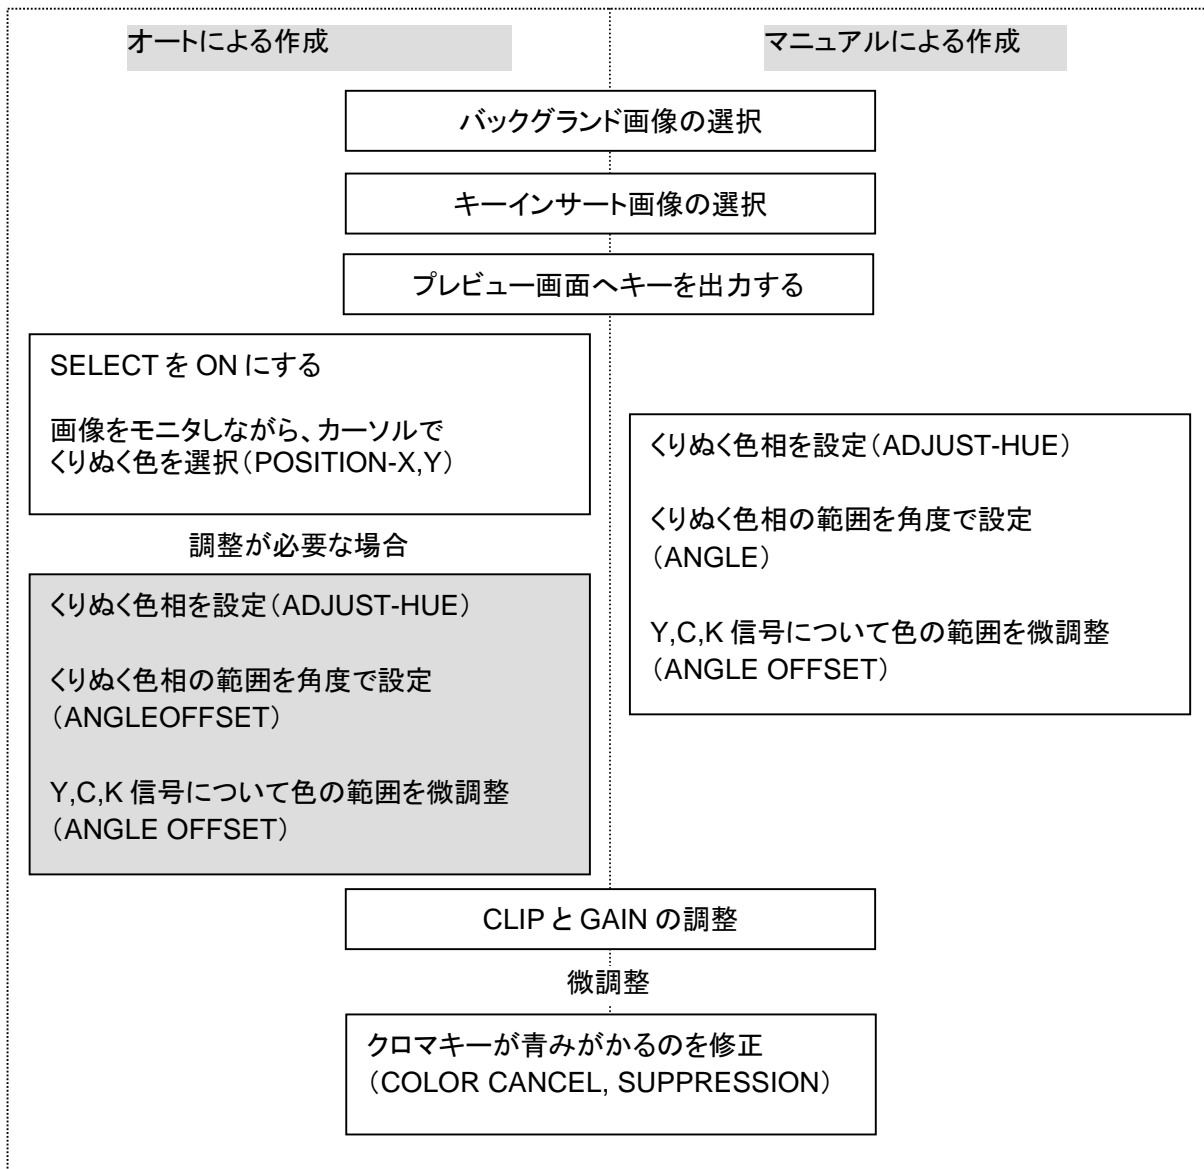 オートによる作成
マニュアルによる作成
バックグランド画像の選択
キーインサート画像の選択
プレビュー画面へキーを出力する
SELECT を ON にする
画像をモニタしながら、カーソルで
くりぬく色を選択（POSITION-X,Y）
調整が必要な場合
くりぬく色相を設定（ADJUST-HUE）
くりぬく色相の範囲を角度で設定
（ANGLEOFFSET）
Y,C,K 信号について色の範囲を微調整
（ANGLE OFFSET）
くりぬく色相を設定（ADJUST-HUE）
くりぬく色相の範囲を角度で設定
（ANGLE）
Y,C,K 信号について色の範囲を微調整
（ANGLE OFFSET）
CLIP と GAIN の調整
微調整
クロマキーが青みがかるのを修正
（COLOR CANCEL, SUPPRESSION）